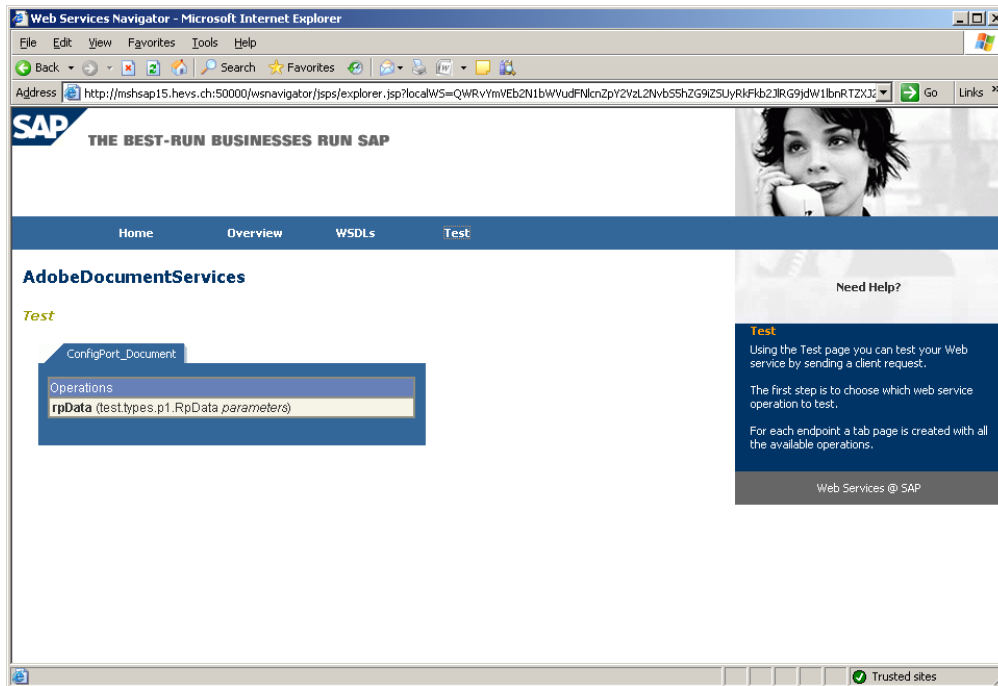 Web Services Navigator - Microsoft Internet Explorer
File Edit View Favorites Tools Help
Back Search Favorites
Address http://mshsap15.hevs.ch:50000/wsnavigator/jsps/explorer.jsp?localWS= Go Links »
SAP THE BEST-RUN BUSINESSES RUN SAP
Home Overview WSDLs Test
AdobeDocumentServices
Test
ConfigPort_Document
Operations
rpData (test.types.p1.RpData parameters)
Need Help?
Test
Using the Test page you can test your Web
service by sending a client request.
The first step is to choose which web service
operation to test.
For each endpoint a tab page is created with all
the available operations.
Web Services @ SAP
Trusted sites